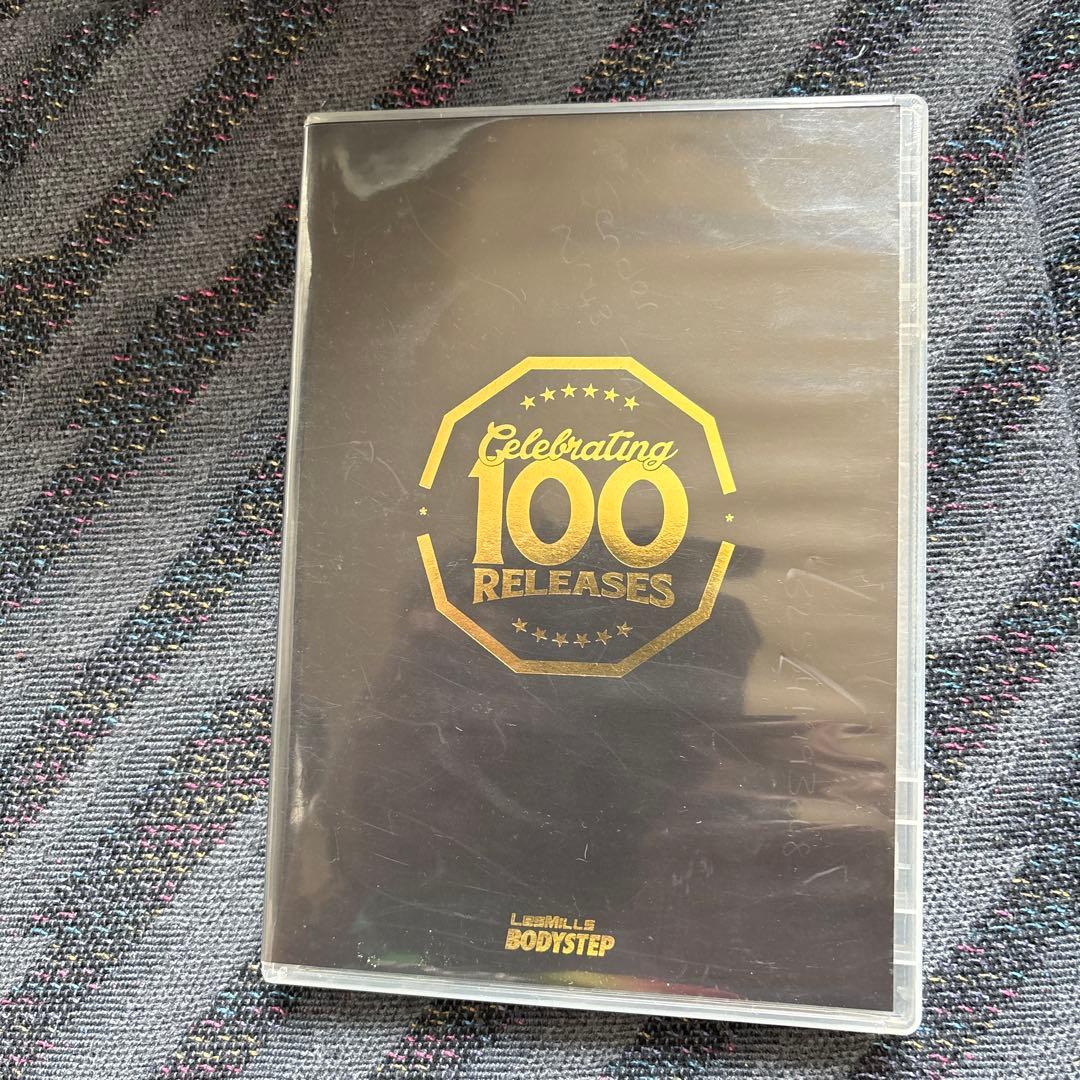 Celebrating
100
RELEASES
LesMILLS
BODYSTEP